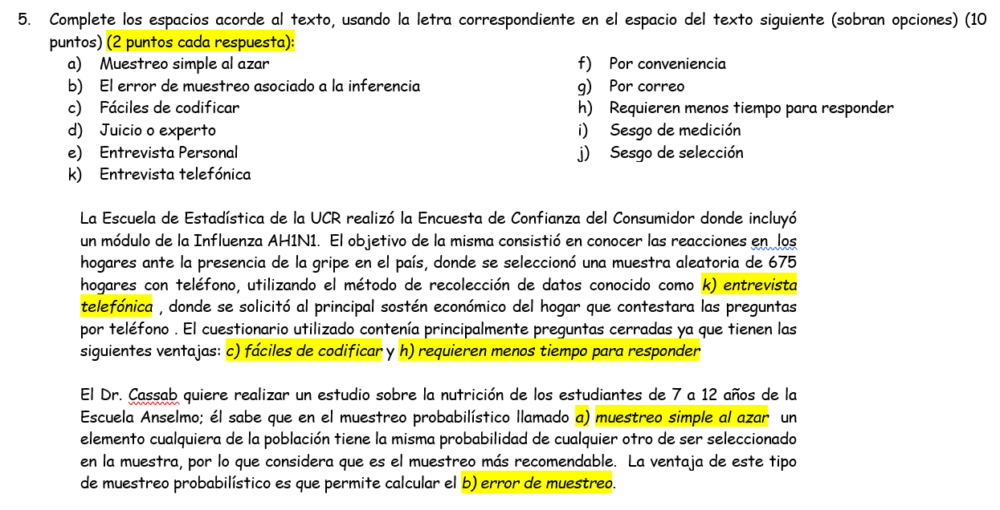 5. Complete los espacios acorde al texto, usando la letra correspondiente en el espacio del texto siguiente (sobran opciones) (10
puntos) (2 puntos cada respuesta):
a) Muestreo simple al azar
b) El error de muestreo asociado a la inferencia
c) Fáciles de codificar
d) Juicio o experto
e) Entrevista Personal
k) Entrevista telefónica
f) Por conveniencia
g) Por correo
h) Requieren menos tiempo para responder
i) Sesgo de medición
j) Sesgo de selección
La Escuela de Estadística de la UCR realizó la Encuesta de Confianza del Consumidor donde incluyó
un módulo de la Influenza AH1N1. El objetivo de la misma consistió en conocer las reacciones en los
hogares ante la presencia de la gripe en el país, donde se seleccionó una muestra aleatoria de 675
hogares con teléfono, utilizando el método de recolección de datos conocido como k) entrevista
telefónica , donde se solicitó al principal sostén económico del hogar que contestara las preguntas
por teléfono . El cuestionario utilizado contenía principalmente preguntas cerradas ya que tienen las
siguientes ventajas: c) fáciles de codificar y h) requieren menos tiempo para responder
El Dr. Cassab quiere realizar un estudio sobre la nutrición de los estudiantes de 7 a 12 años de la
Escuela Anselmo; él sabe que en el muestreo probabilístico llamado a) muestreo simple al azar un
elemento cualquiera de la población tiene la misma probabilidad de cualquier otro de ser seleccionado
en la muestra, por lo que considera que es el muestreo más recomendable. La ventaja de este tipo
de muestreo probabilístico es que permite calcular el b) error de muestreo.